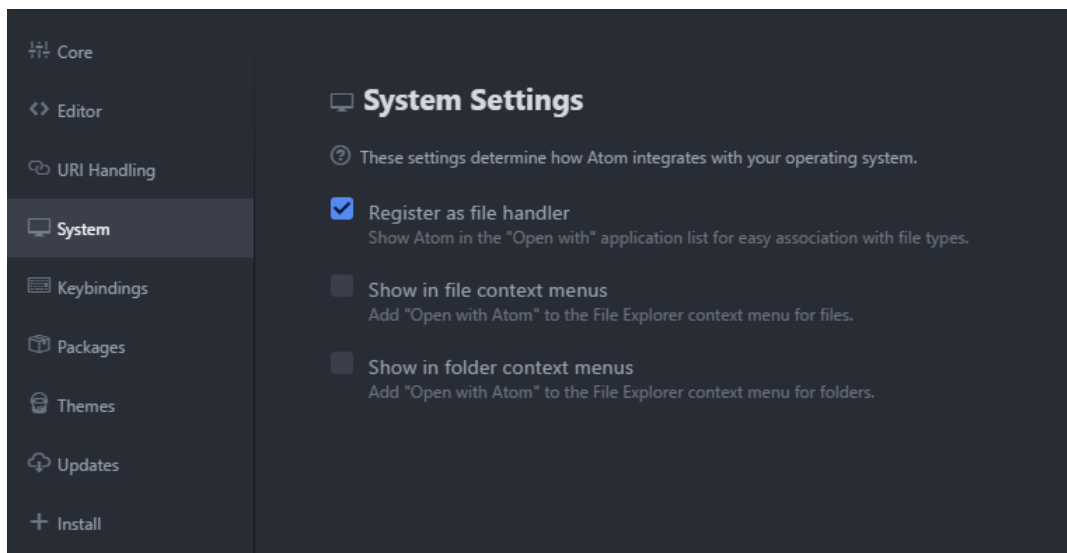 Core
Editor
URI Handling
System
Keybindings
Packages
Themes
Updates
Install
System Settings
These settings determine how Atom integrates with your operating system.
Register as file handler
Show Atom in the "Open with" application list for easy association with file types.
Show in file context menus
Add "Open with Atom" to the File Explorer context menu for files.
Show in folder context menus
Add "Open with Atom" to the File Explorer context menu for folders.